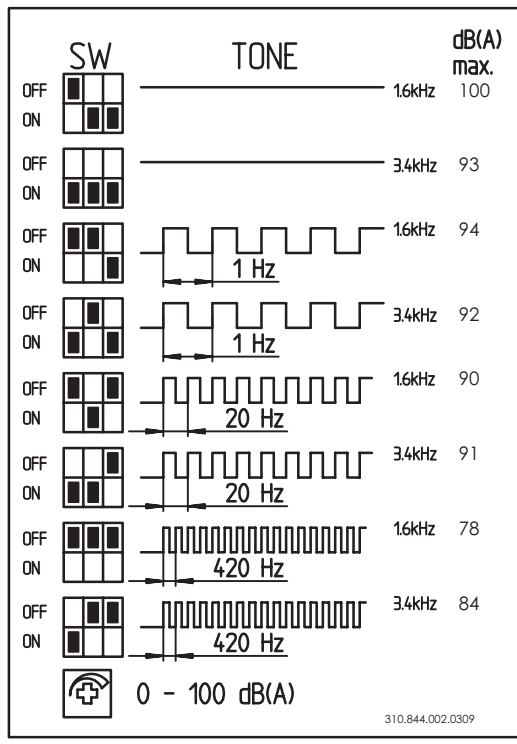 SW TONE dB(A) max.
OFF 1.6kHz 100
ON
OFF 3.4kHz 93
ON
OFF 1.6kHz 94
ON 1 Hz
OFF 3.4kHz 92
ON 1 Hz
OFF 1.6kHz 90
ON 20 Hz
OFF 3.4kHz 91
ON 20 Hz
OFF 1.6kHz 78
ON 420 Hz
OFF 3.4kHz 84
ON 420 Hz
0 - 100 dB(A)
310.844.002.0309